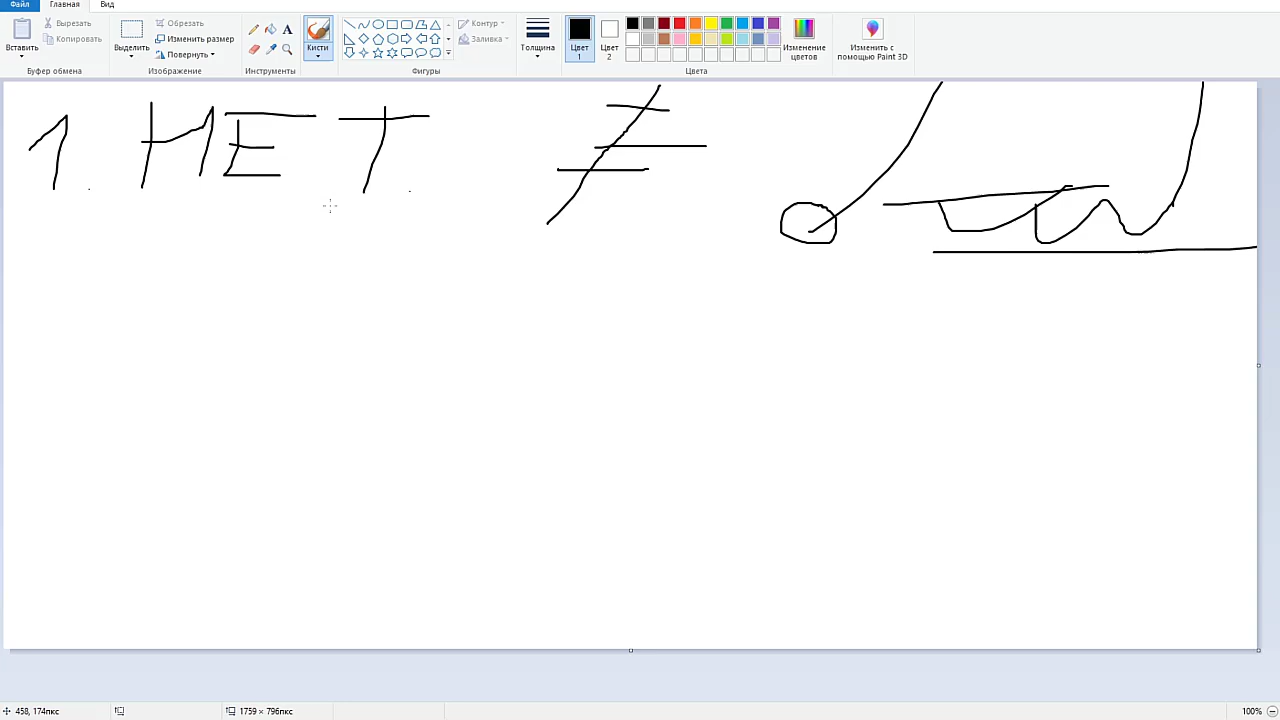 Файл Главная Вид
Вставить
Вырезать
Копировать
Буфер обмена
Выделить
Обрезать
Изменить размер
Повернуть
Изображение
Инструменты
Кисти
Контур
Заливка
Фигуры
Толщина
Цвет 1
Цвет 2
Изменение цветов
Цвета
Изменить с помощью Paint 3D
1. НЕТ.
458, 174пкс
1759 × 796пкс
100%